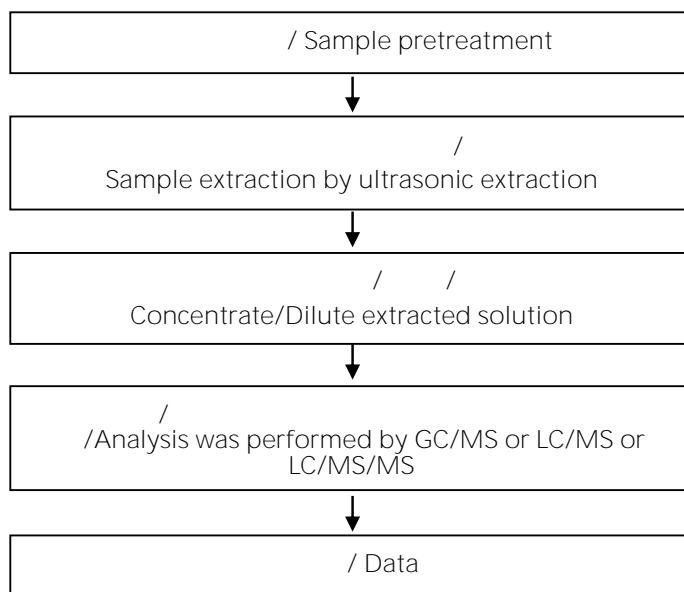 / Sample pretreatment
/
Sample extraction by ultrasonic extraction
/ /
Concentrate/Dilute extracted solution
/
/Analysis was performed by GC/MS or LC/MS or
LC/MS/MS
/ Data